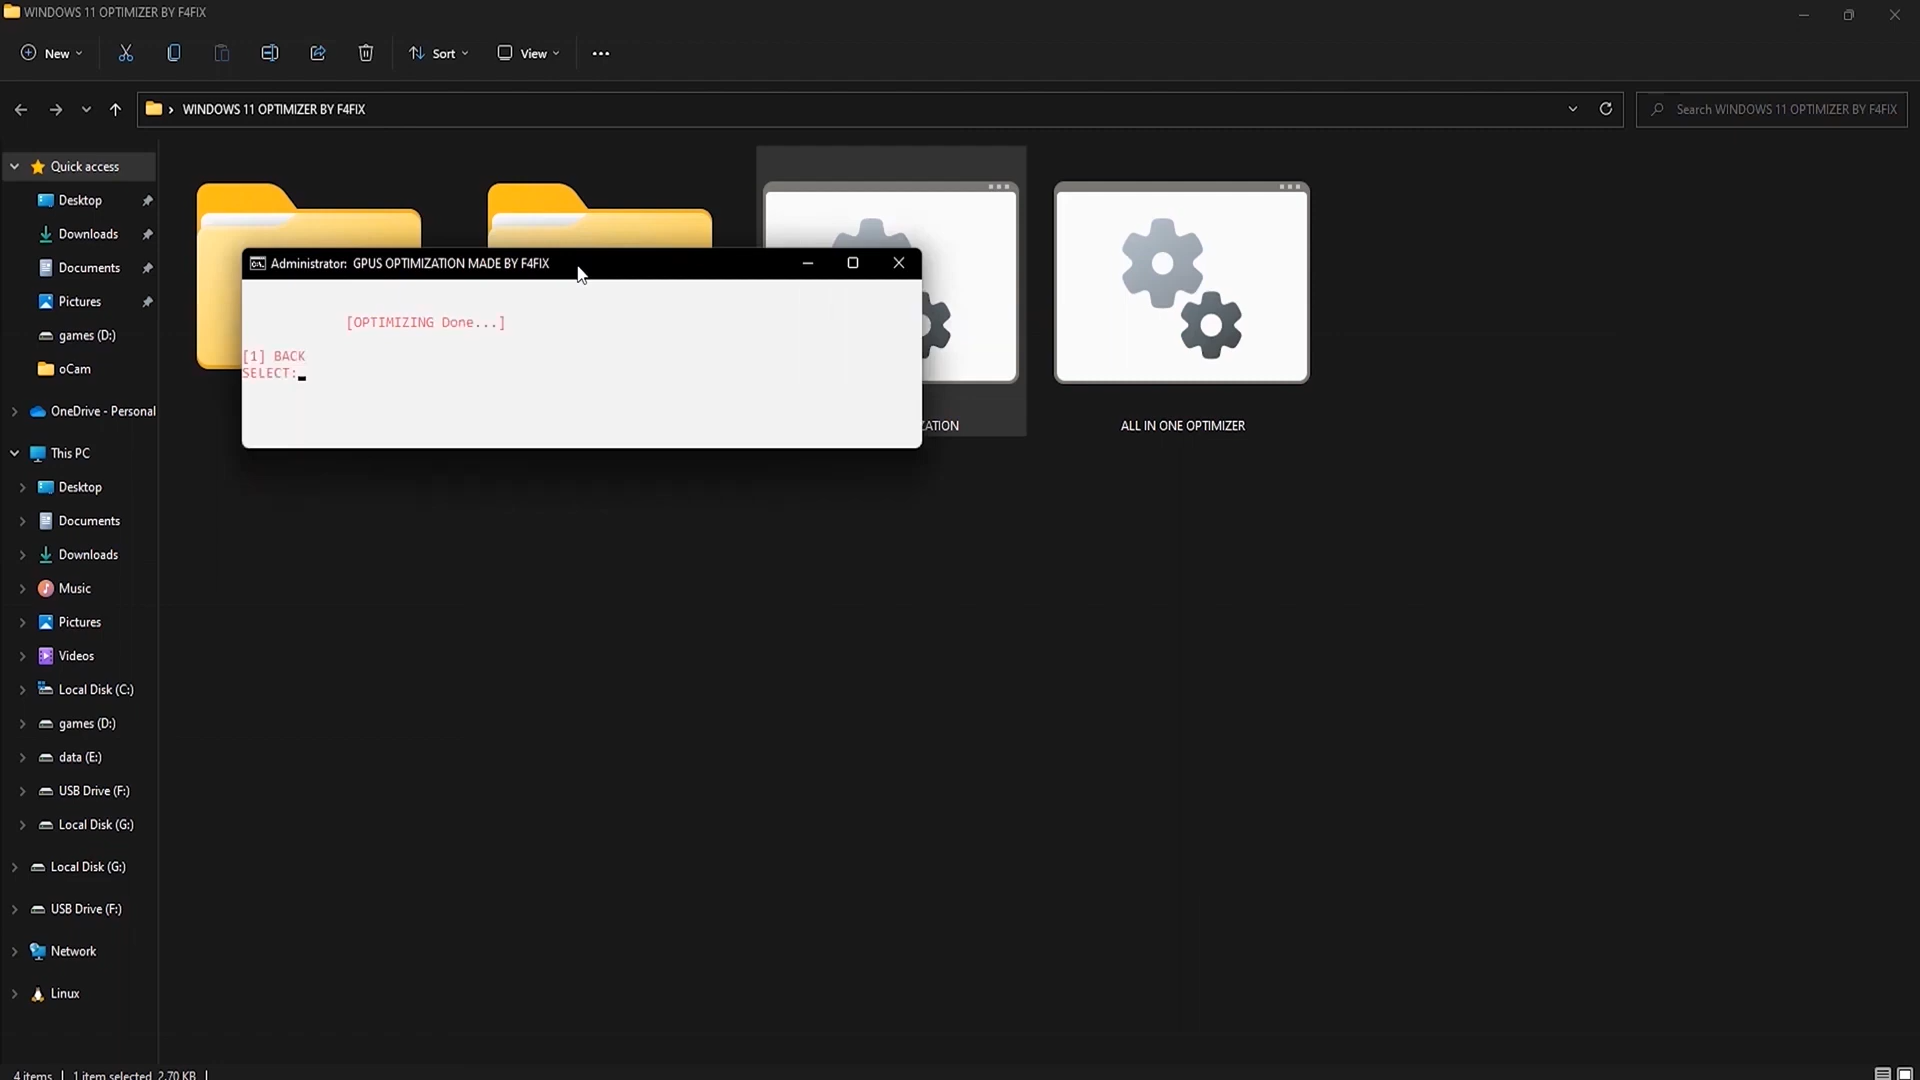 WINDOWS 11 OPTIMIZER BY F4FIX
New
Sort
View
WINDOWS 11 OPTIMIZER BY F4FIX
Search WINDOWS 11 OPTIMIZER BY F4FIX
Quick access
Desktop
Downloads
Documents
Pictures
games (D:)
oCam
OneDrive - Personal
This PC
Desktop
Documents
Downloads
Music
Pictures
Videos
Local Disk (C:)
games (D:)
data (E:)
USB Drive (F:)
Local Disk (G:)
Local Disk (G:)
USB Drive (F:)
Network
Linux
Administrator: GPUS OPTIMIZATION MADE BY F4FIX
[OPTIMIZING Done...]
[1] BACK
SELECT:
ZATION
ALL IN ONE OPTIMIZER
4 items
1 item selected 2.70 KB